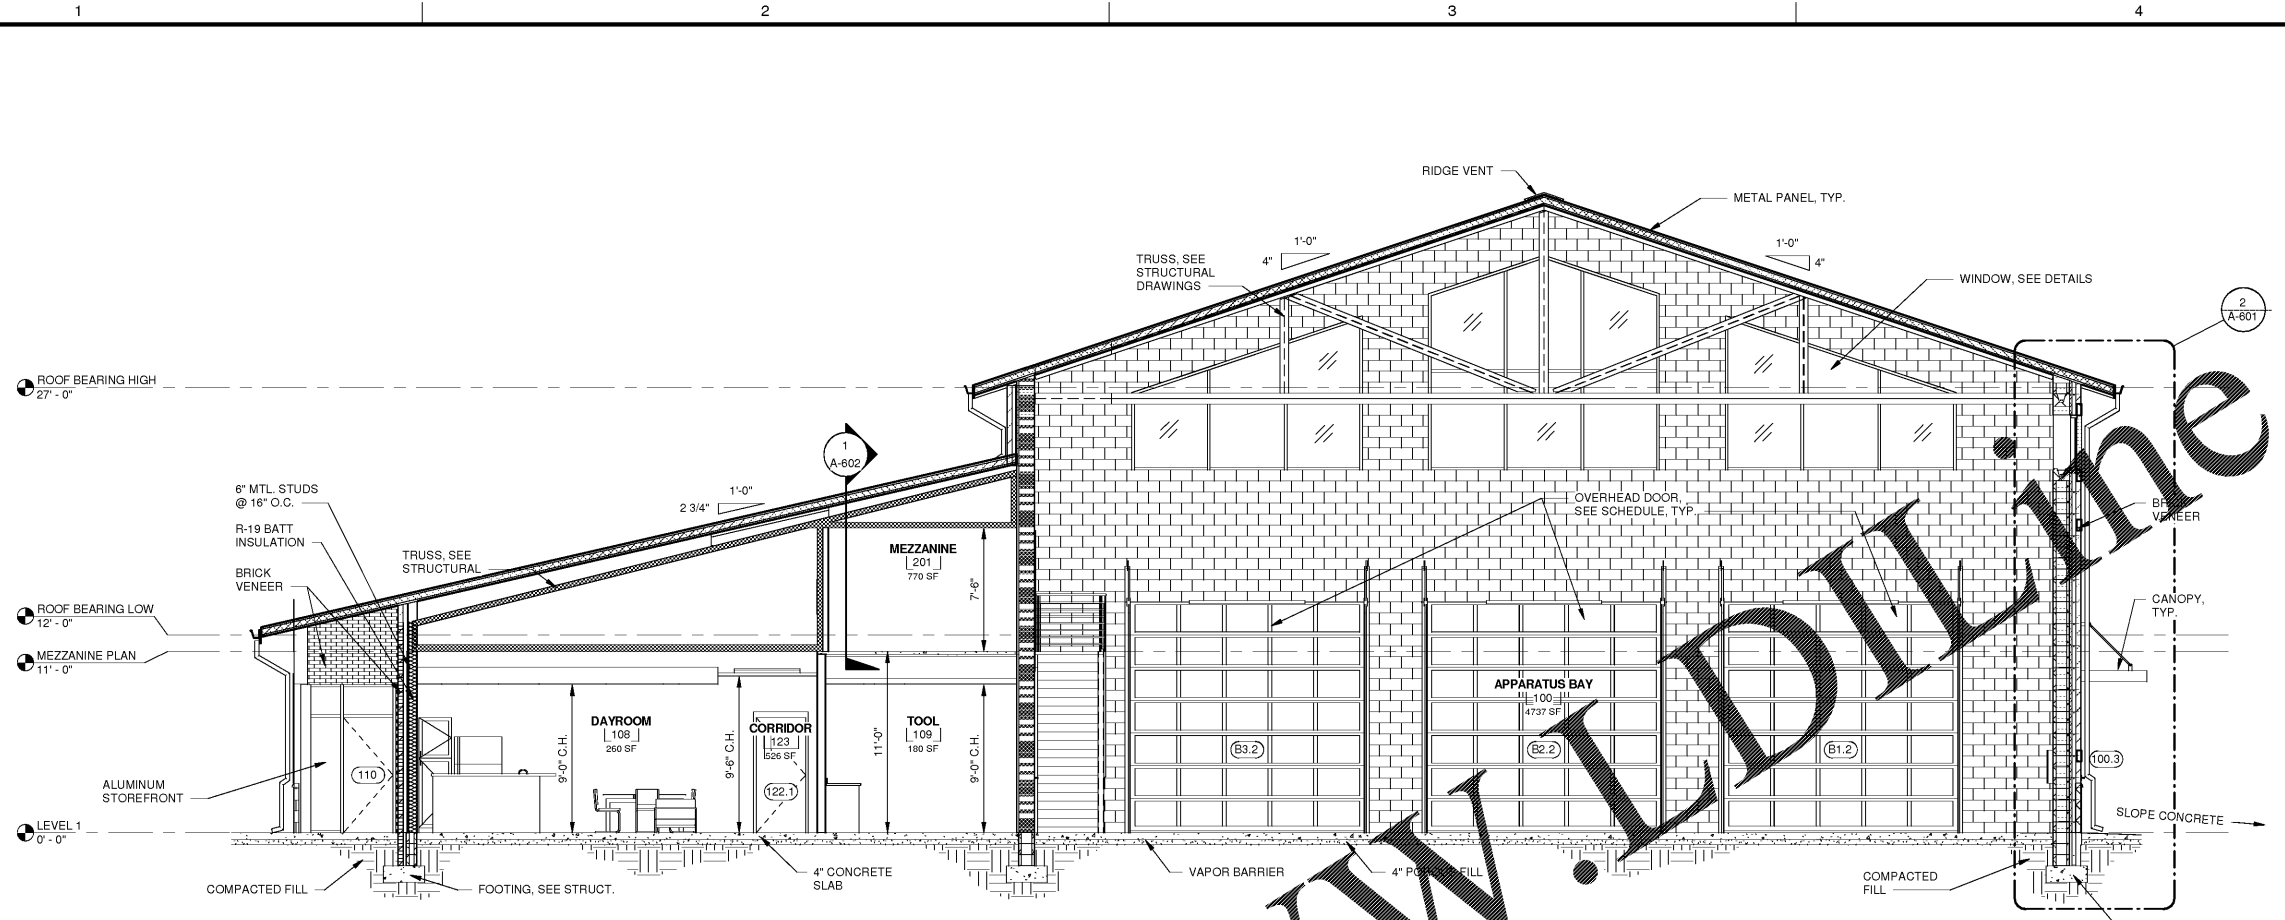 1
2
3
4
RIDGE VENT
METAL PANEL, TYP.
1'-0"
4"
1'-0"
4"
TRUSS, SEE
STRUCTURAL
DRAWINGS
WINDOW, SEE DETAILS
2
A-601
ROOF BEARING HIGH
27' - 0"
1
A-602
6" MTL. STUDS
@ 16" O.C.
1'-0"
2 3/4"
OVERHEAD DOOR,
SEE SCHEDULE, TYP.
BRICK
VENEER
R-19 BATT
INSULATION
TRUSS, SEE
STRUCTURAL
MEZZANINE
201
770 SF
7'-6"
BRICK
VENEER
ROOF BEARING LOW
12' - 0"
CANOPY,
TYP.
MEZZANINE PLAN
11' - 0"
APPARATUS BAY
100
4737 SF
DAYROOM
108
260 SF
CORRIDOR
123
526 SF
TOOL
109
180 SF
9'-0" C.H.
9'-6" C.H.
11'-0"
9'-0" C.H.
B3.2
B2.2
B1.2
100.3
110
122.1
ALUMINUM
STOREFRONT
LEVEL 1
0' - 0"
SLOPE CONCRETE
COMPACTED FILL
FOOTING, SEE STRUCT.
4" CONCRETE
SLAB
VAPOR BARRIER
4" POROUS FILL
COMPACTED
FILL
W.LDILine